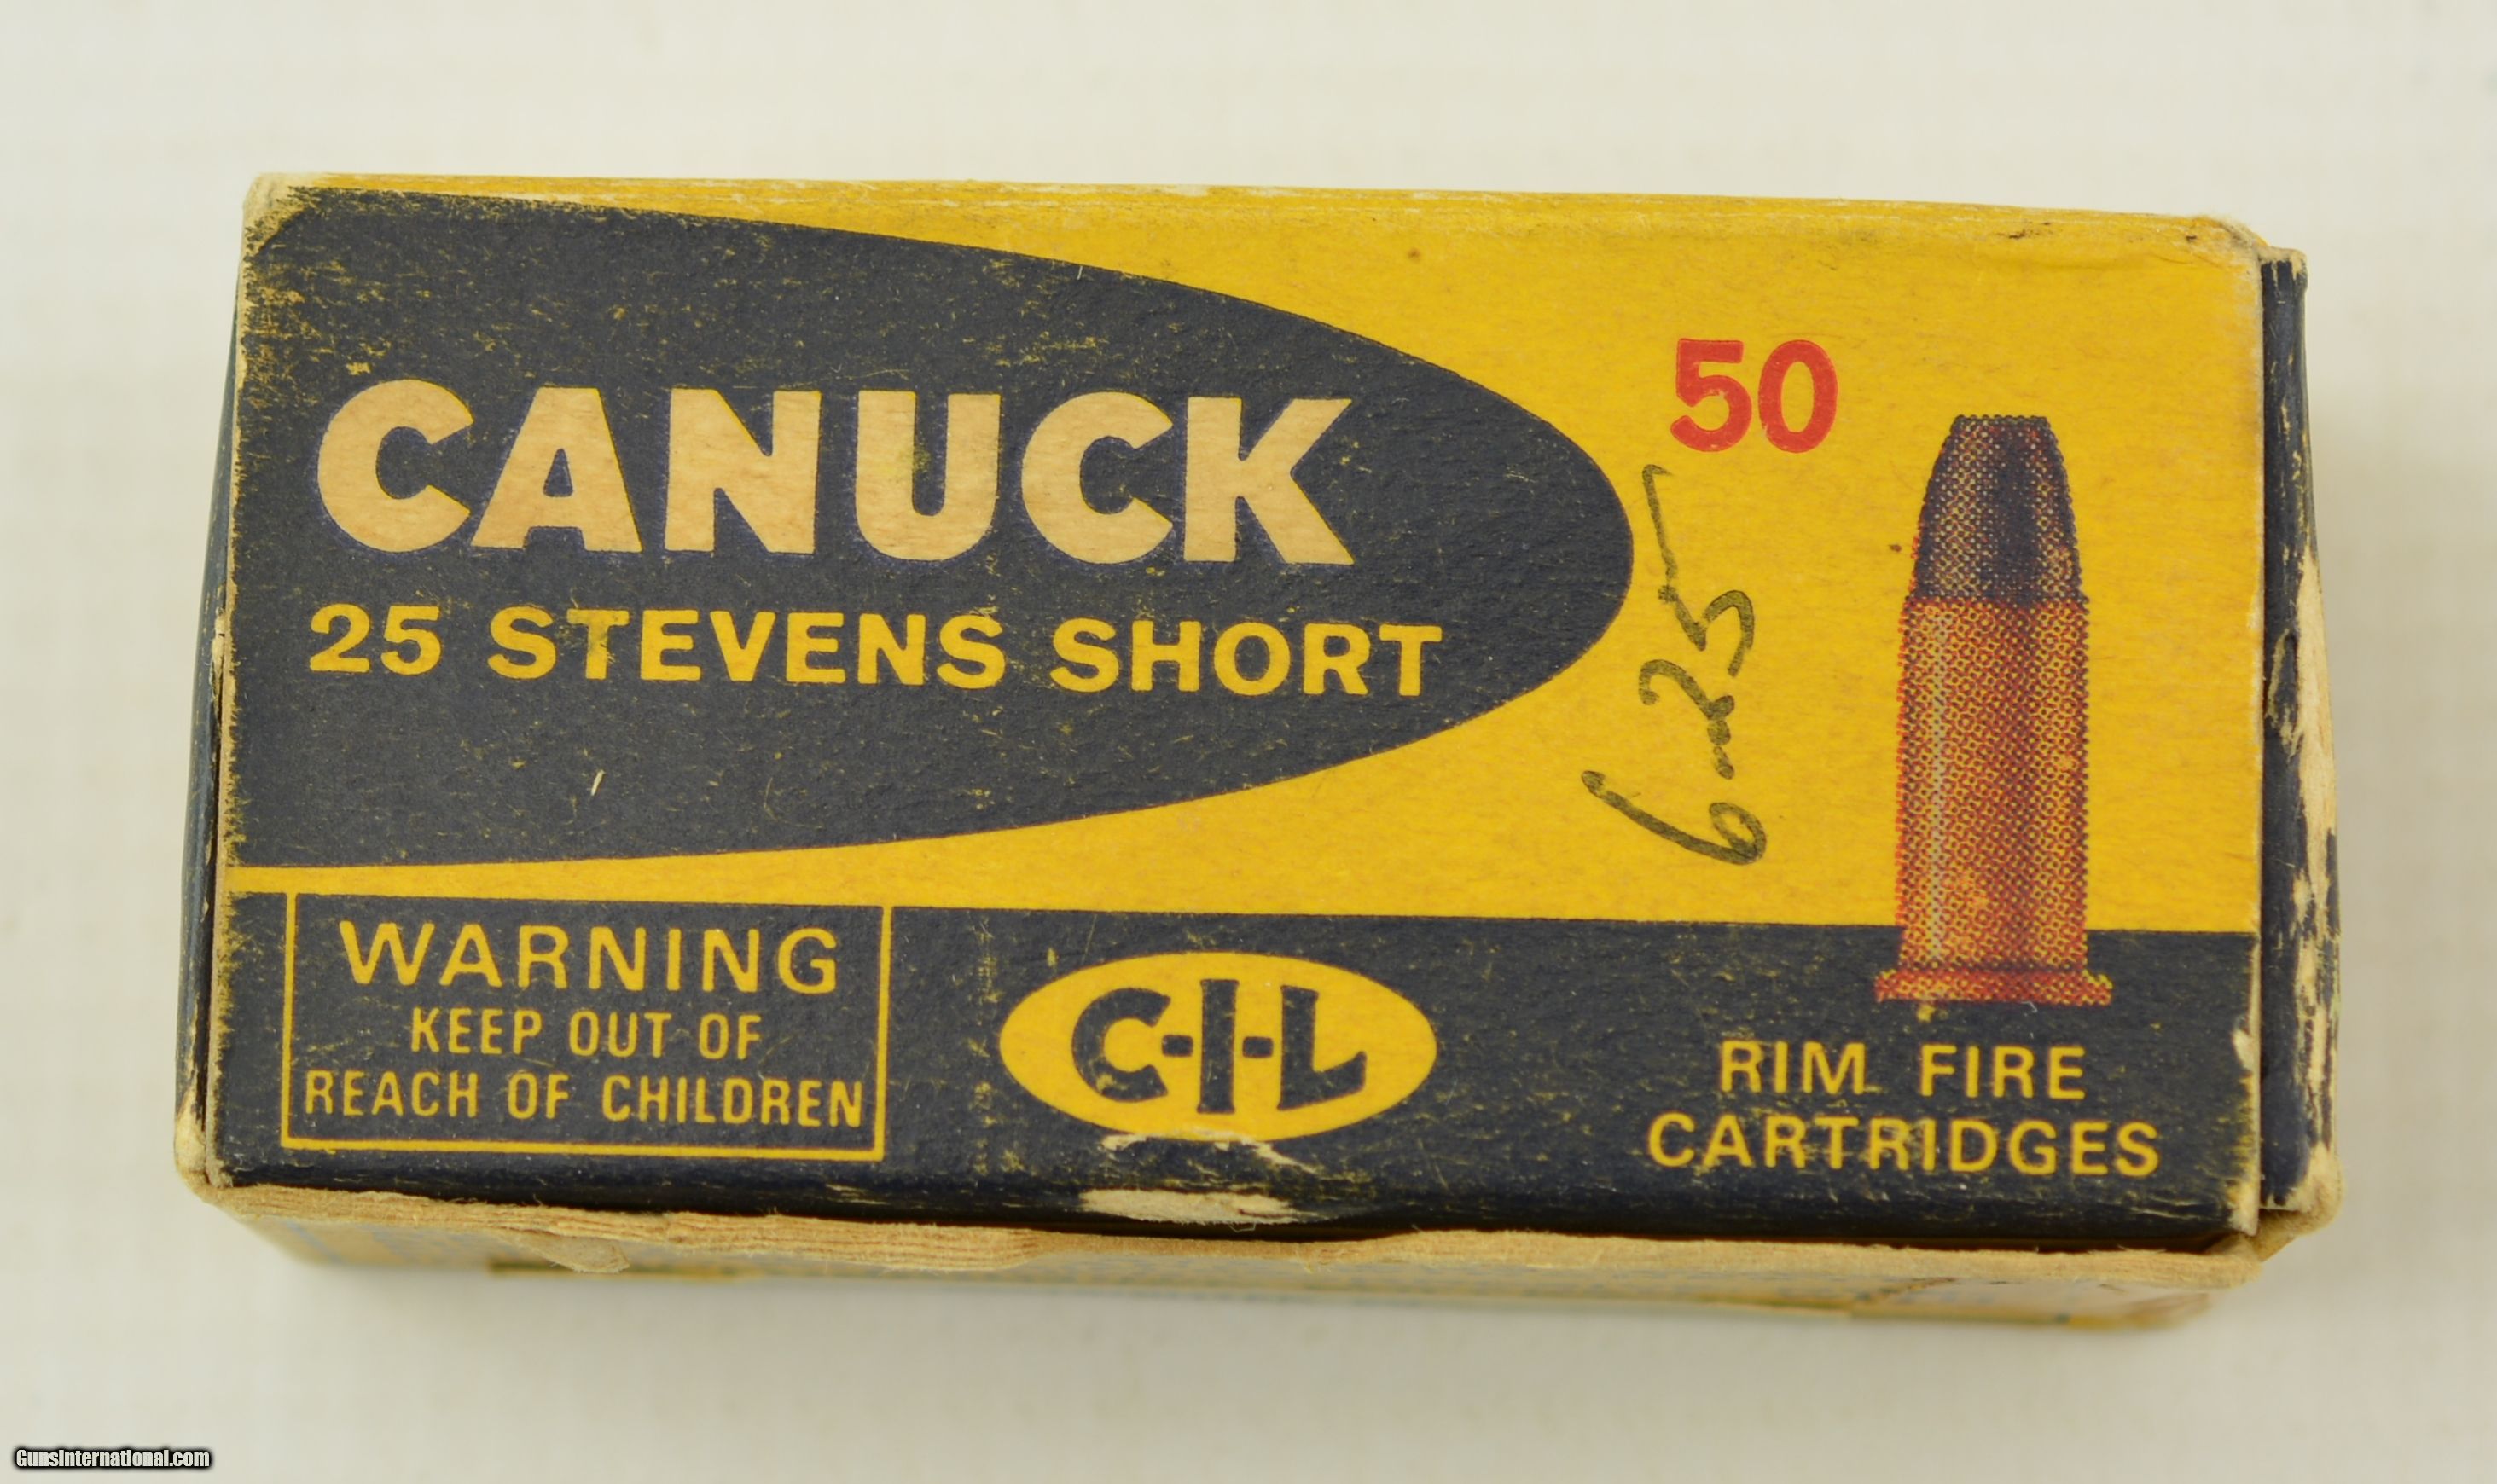 CANUCK
25 STEVENS SHORT
50
6-25
WARNING
KEEP OUT OF
REACH OF CHILDREN
C-I-L
RIM FIRE
CARTRIDGES
GunsInternational.com